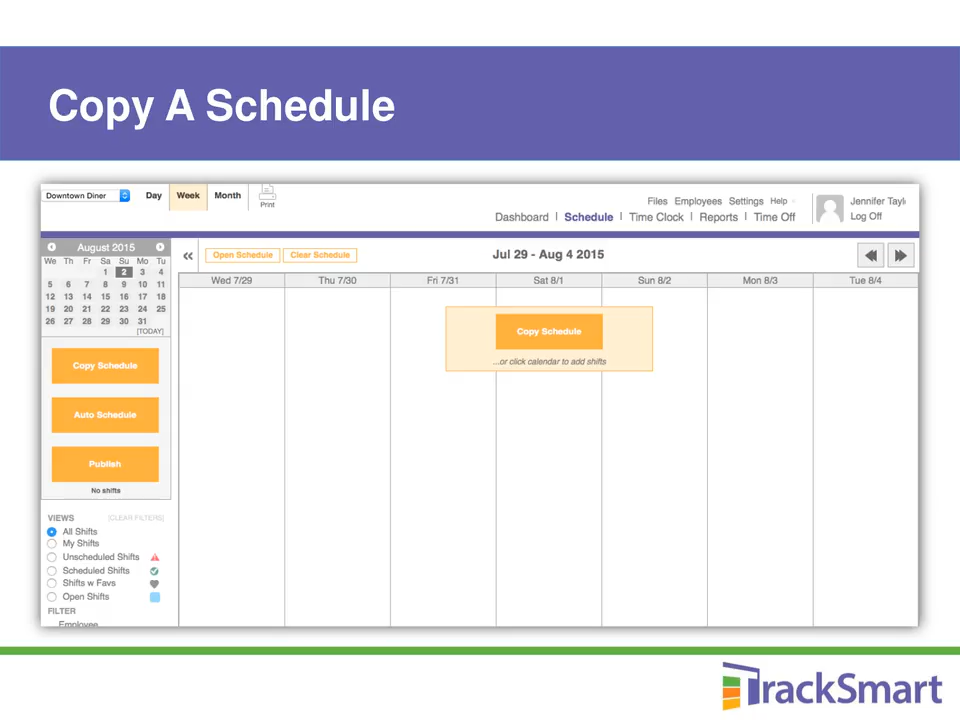 Copy A Schedule
Downtown Diner
Day Week Month
Print
Files Employees Settings Help
Dashboard | Schedule | Time Clock | Reports | Time Off
Jennifer Tayl
Log Off
August 2015
We Th Fr Sa Su Mo Tu
1 2 3 4
5 6 7 8 9 10 11
12 13 14 15 16 17 18
19 20 21 22 23 24 25
26 27 28 29 30 31
[TODAY]
Copy Schedule
Auto Schedule
Publish
No shifts
VIEWS [CLEAR FILTERS]
All Shifts
My Shifts
Unscheduled Shifts
Scheduled Shifts
Shifts w Favs
Open Shifts
FILTER
Employee
« Open Schedule Clear Schedule Jul 29 - Aug 4 2015
Wed 7/29 Thu 7/30 Fri 7/31 Sat 8/1 Sun 8/2 Mon 8/3 Tue 8/4
Copy Schedule
...or click calendar to add shifts
TrackSmart